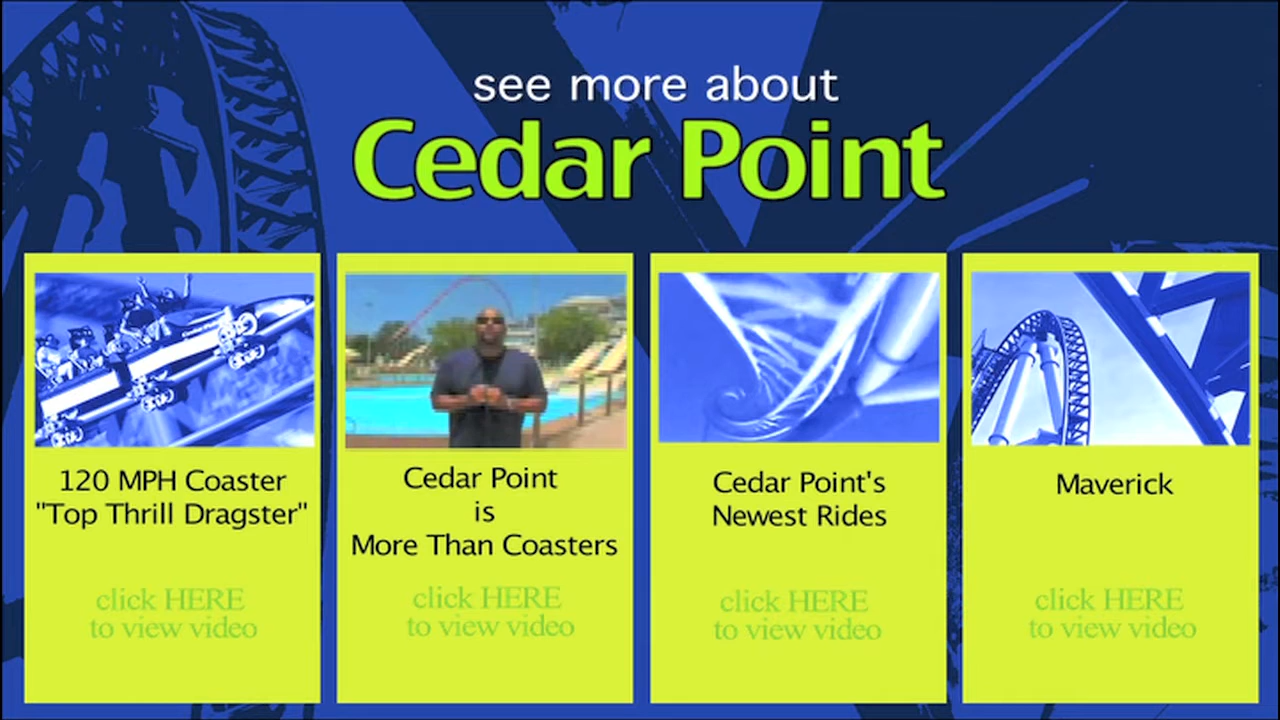 see more about
Cedar Point
120 MPH Coaster
"Top Thrill Dragster"
click HERE
to view video
Cedar Point
is
More Than Coasters
click HERE
to view video
Cedar Point's
Newest Rides
click HERE
to view video
Maverick
click HERE
to view video